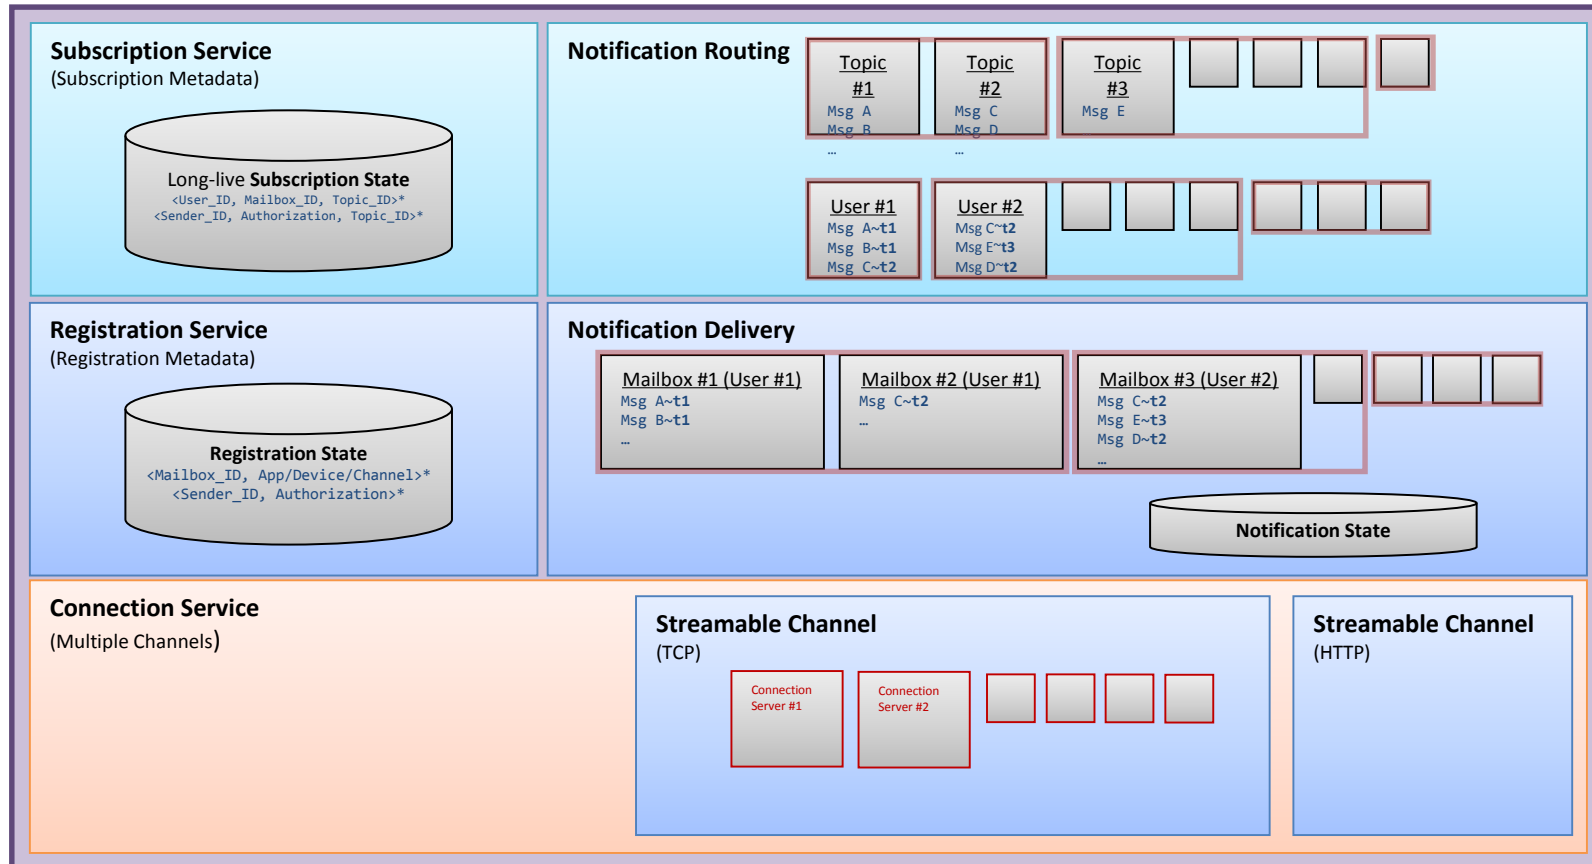 Subscription Service
(Subscription Metadata)
Long-live Subscription State
<User_ID, Mailbox_ID, Topic_ID>*
<Sender_ID, Authorization, Topic_ID>*
Notification Routing
Topic
#1
Msg A
Msg B
…
Topic
#2
Msg C
Msg D
…
Topic
#3
Msg E
User #1
Msg A~t1
Msg B~t1
Msg C~t2
User #2
Msg C~t2
Msg E~t3
Msg D~t2
Registration Service
(Registration Metadata)
Registration State
<Mailbox_ID, App/Device/Channel>*
<Sender_ID, Authorization>*
Notification Delivery
Mailbox #1 (User #1)
Msg A~t1
Msg B~t1
…
Mailbox #2 (User #1)
Msg C~t2
…
Mailbox #3 (User #2)
Msg C~t2
Msg E~t3
Msg D~t2
…
Notification State
Connection Service
(Multiple Channels)
Streamable Channel
(TCP)
Connection
Server #1
Connection
Server #2
Streamable Channel
(HTTP)